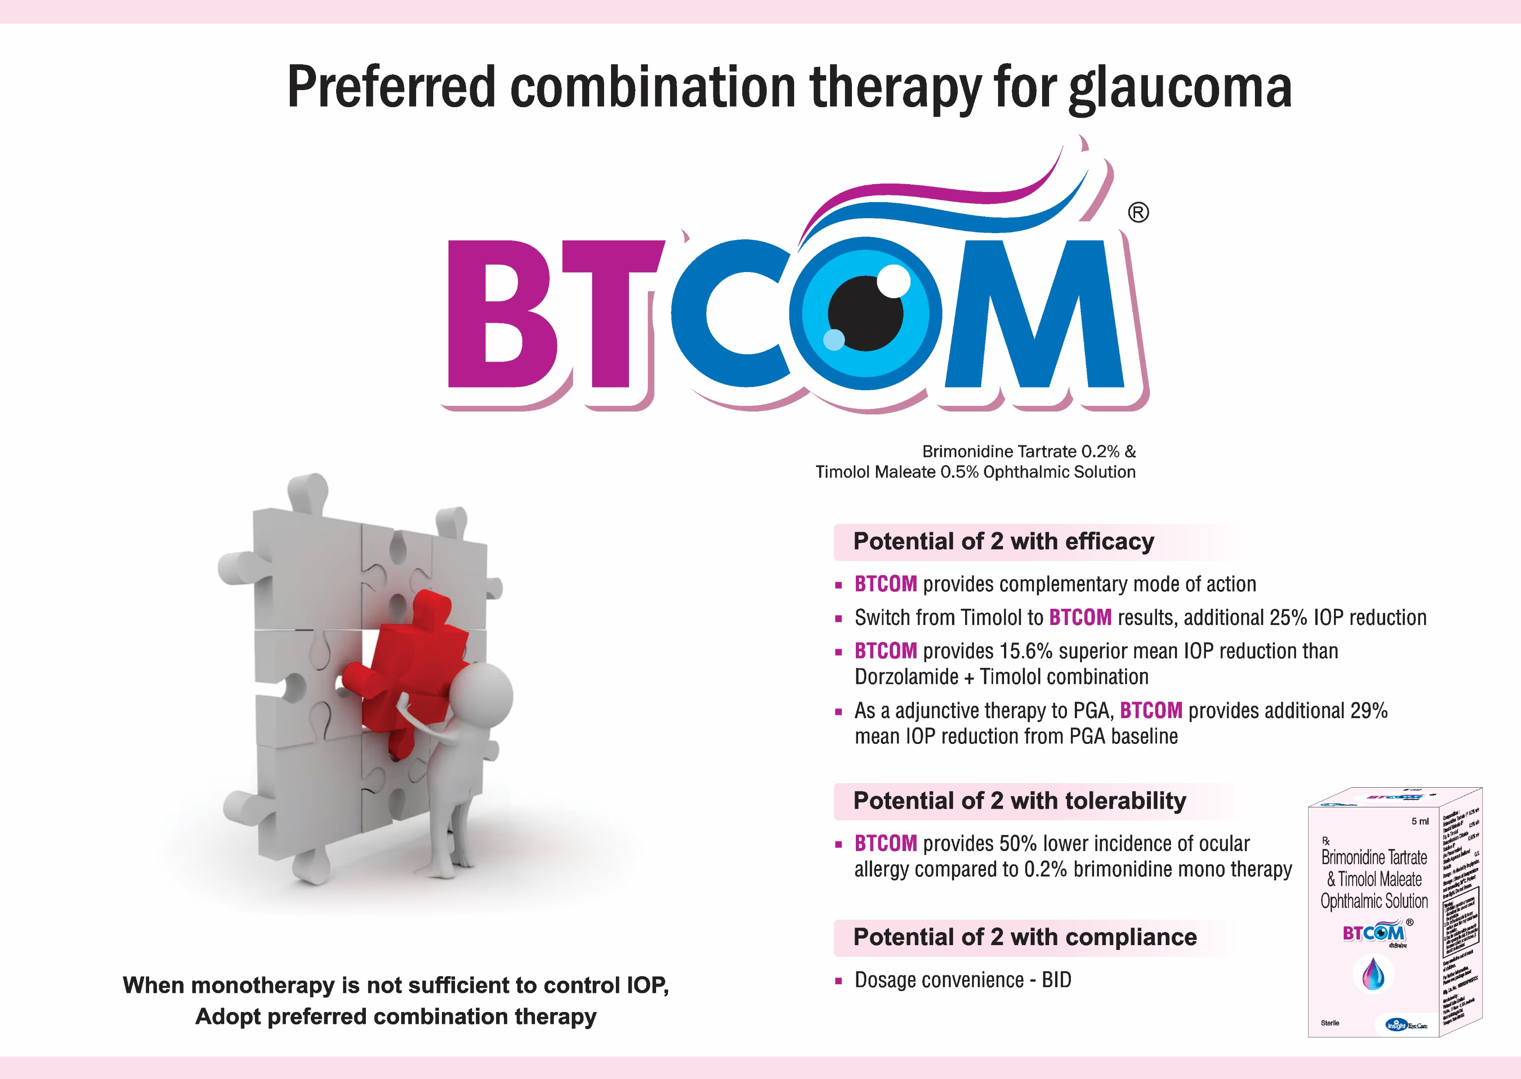 Preferred combination therapy for glaucoma
BTCOM®
Brimonidine Tartrate 0.2% &
Timolol Maleate 0.5% Ophthalmic Solution
Potential of 2 with efficacy
▪ BTCOM provides complementary mode of action
▪ Switch from Timolol to BTCOM results, additional 25% IOP reduction
▪ BTCOM provides 15.6% superior mean IOP reduction than
Dorzolamide + Timolol combination
▪ As a adjunctive therapy to PGA, BTCOM provides additional 29%
mean IOP reduction from PGA baseline
Potential of 2 with tolerability
▪ BTCOM provides 50% lower incidence of ocular
allergy compared to 0.2% brimonidine mono therapy
Potential of 2 with compliance
▪ Dosage convenience - BID
When monotherapy is not sufficient to control IOP,
Adopt preferred combination therapy
BTCOM
5 ml
Rx
Brimonidine Tartrate
& Timolol Maleate
Ophthalmic Solution
BTCOM®
बीटीकॉम
Sterile
Insight Eye Care